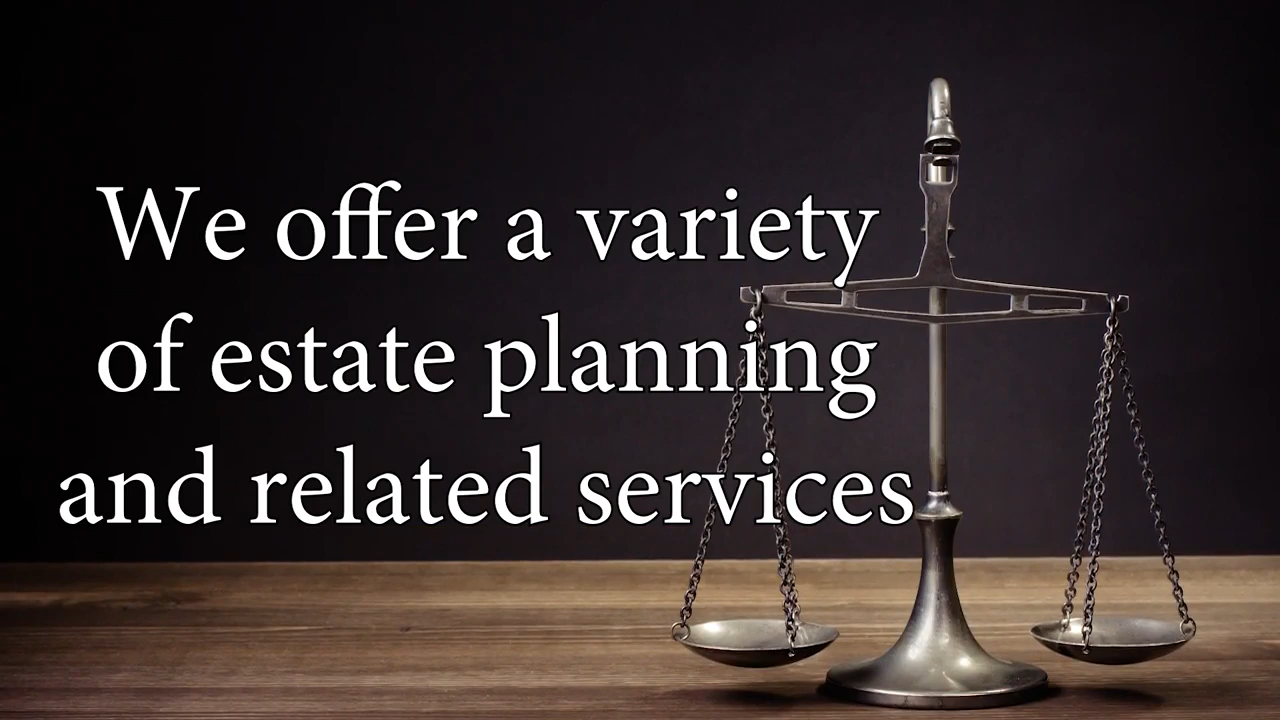 We offer a variety
of estate planning
and related services